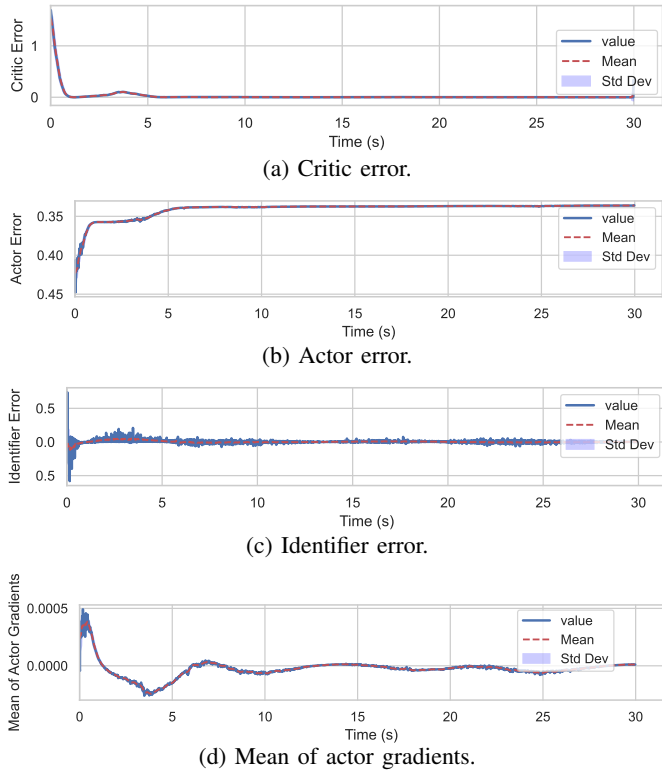 Critic Error
1
0
value
Mean
Std Dev
0 5 10 15 20 25 30
Time (s)
(a) Critic error.
Actor Error
0.35
0.40
0.45
value
Mean
Std Dev
0 5 10 15 20 25 30
Time (s)
(b) Actor error.
Identifier Error
0.5
0.0
0.5
value
Mean
Std Dev
0 5 10 15 20 25 30
Time (s)
(c) Identifier error.
Mean of Actor Gradients
0.0005
0.0000
value
Mean
Std Dev
0 5 10 15 20 25 30
Time (s)
(d) Mean of actor gradients.